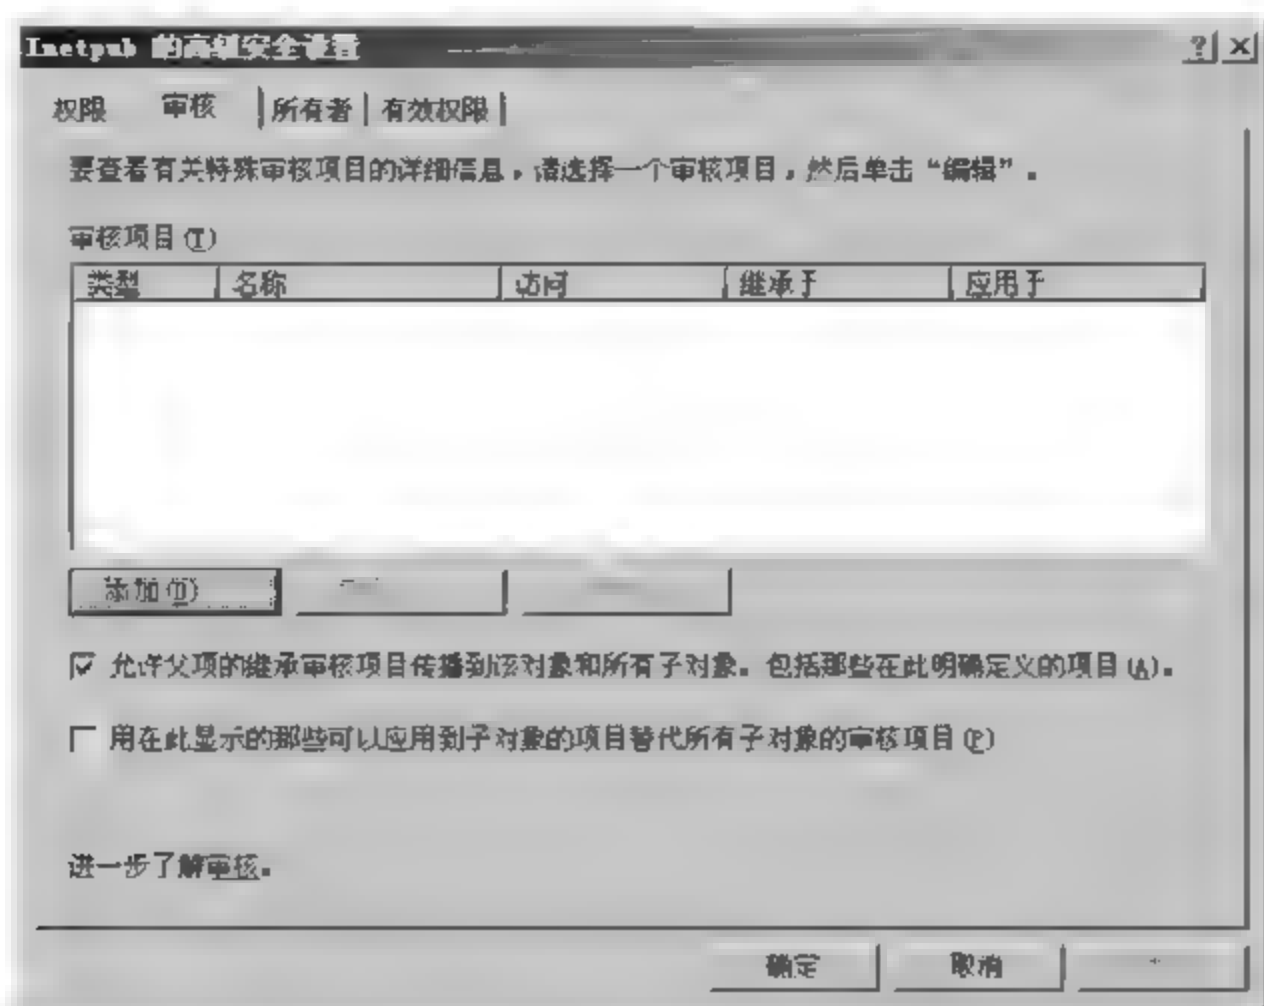 Inetpub 的高级安全设置
权限 审核 所有者 有效权限
要查看有关特殊审核项目的详细信息，请选择一个审核项目，然后单击“编辑”。
审核项目(T)
类型 名称 访问 继承于 应用于
添加(D)
允许父项的继承审核项目传播到该对象和所有子对象。包括那些在此明确定义的项目(A)。
用在此显示的那些可以应用到子对象的项目替代所有子对象的审核项目(P)
进一步了解审核。
确定 取消